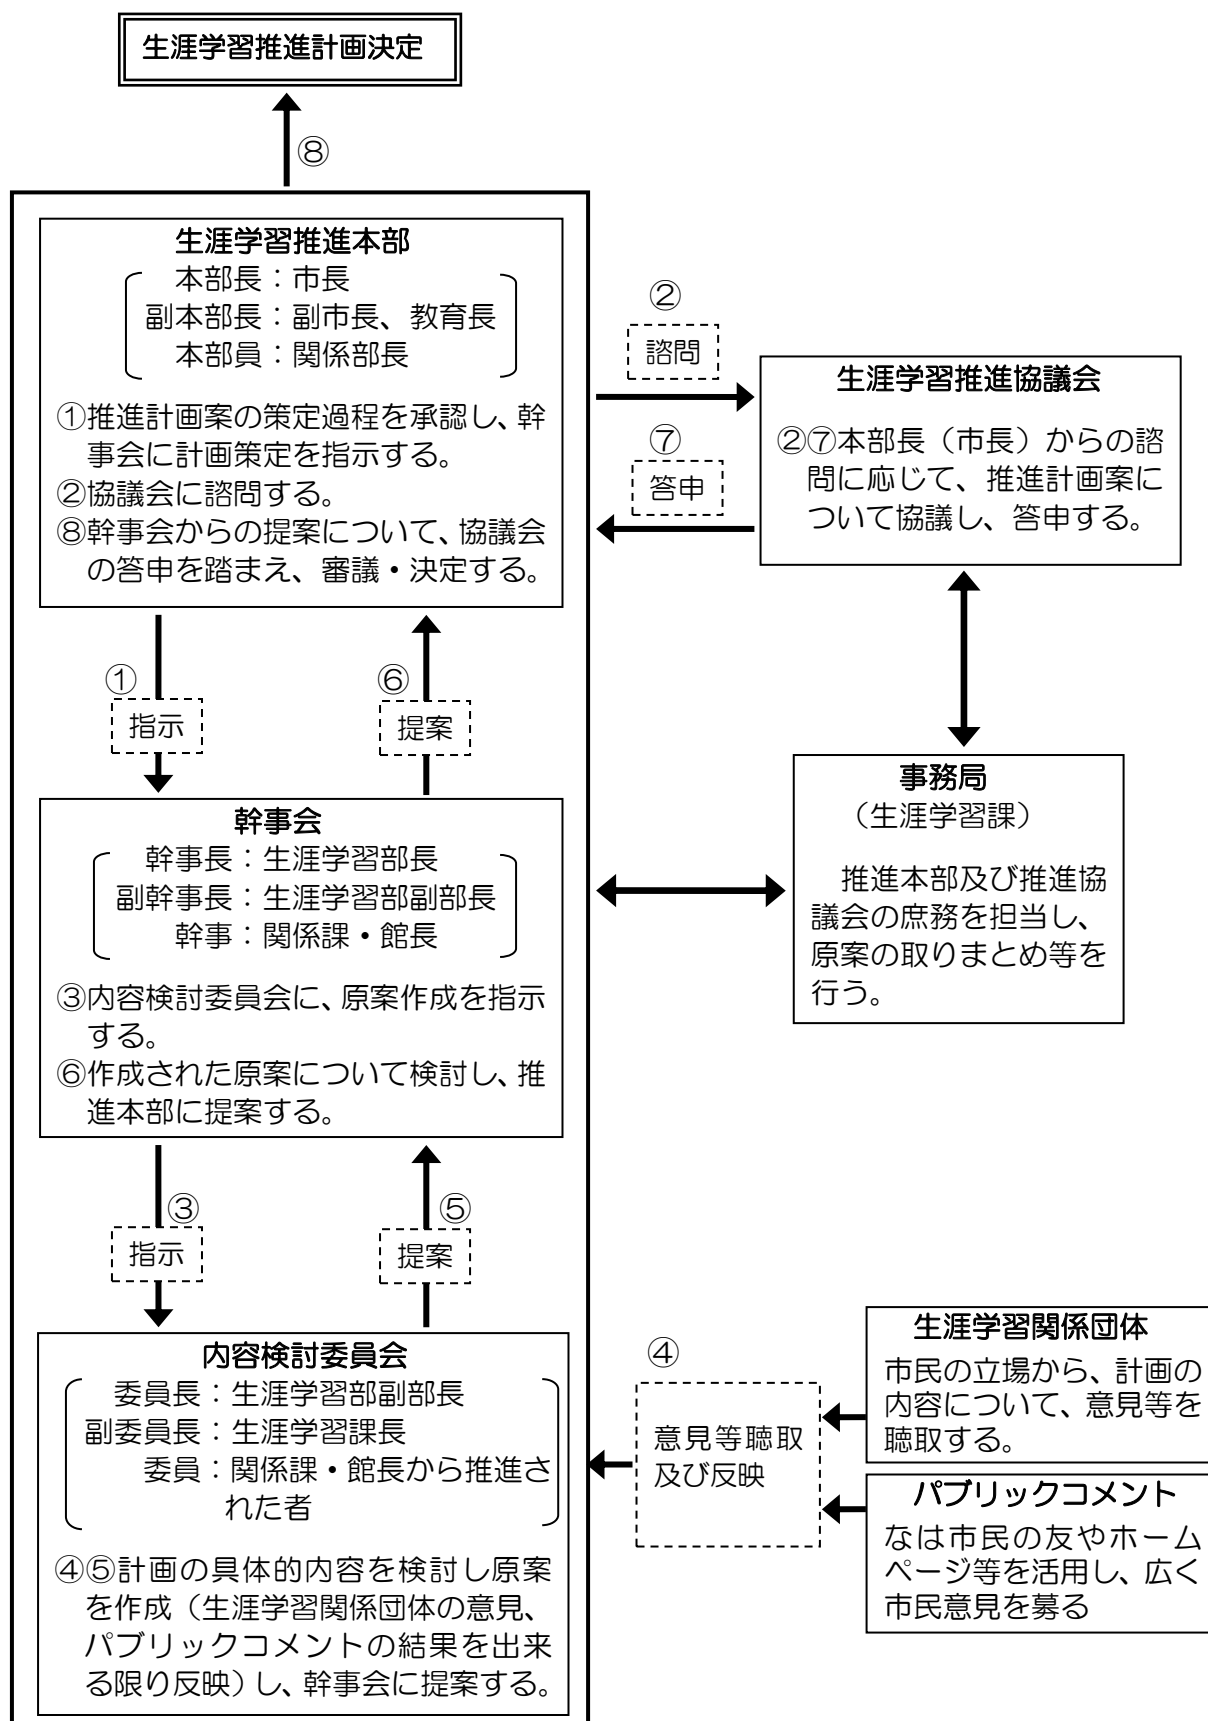 生涯学習推進計画決定
⑧
生涯学習推進本部
本部長：市長
副本部長：副市長、教育長
本部員：関係部長
①推進計画案の策定過程を承認し、幹
事会に計画策定を指示する。
②協議会に諮問する。
⑧幹事会からの提案について、協議会
の答申を踏まえ、審議・決定する。
②
諮問
⑦
答申
生涯学習推進協議会
②⑦本部長（市長）からの諮
問に応じて、推進計画案に
ついて協議し、答申する。
①
指示
⑥
提案
幹事会
幹事長：生涯学習部長
副幹事長：生涯学習部副部長
幹事：関係課・館長
③内容検討委員会に、原案作成を指示
する。
⑥作成された原案について検討し、推
進本部に提案する。
事務局
（生涯学習課）
推進本部及び推進協
議会の庶務を担当し、
原案の取りまとめ等を
行う。
③
指示
⑤
提案
内容検討委員会
委員長：生涯学習部副部長
副委員長：生涯学習課長
委員：関係課・館長から推進さ
れた者
④⑤計画の具体的内容を検討し原案
を作成（生涯学習関係団体の意見、
パブリックコメントの結果を出来
る限り反映）し、幹事会に提案する。
④
意見等聴取
及び反映
生涯学習関係団体
市民の立場から、計画の
内容について、意見等を
聴取する。
パブリックコメント
なは市民の友やホーム
ページ等を活用し、広く
市民意見を募る